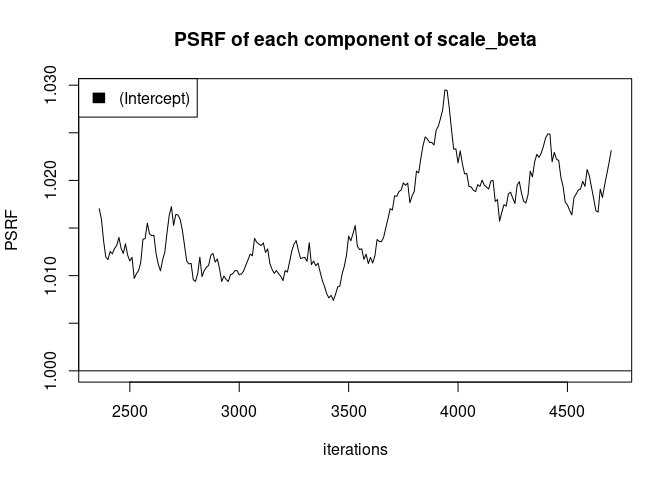 PSRF of each component of scale_beta
(Intercept)
PSRF
1.030
1.020
1.010
1.000
2500 3000 3500 4000 4500
iterations